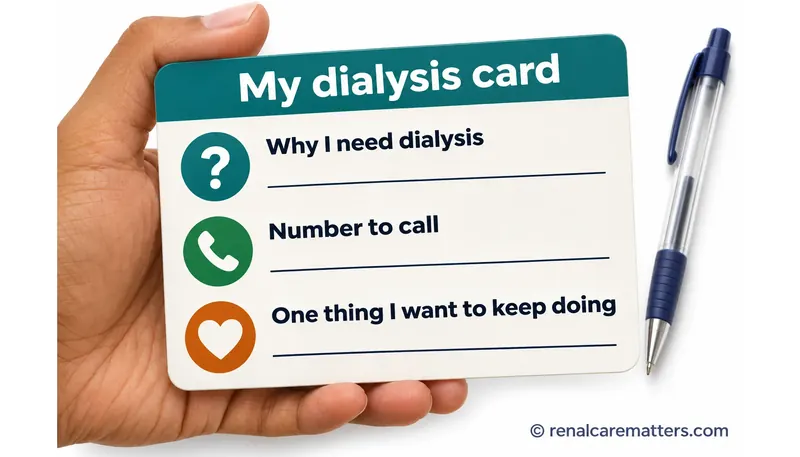 My dialysis card
Why I need dialysis
Number to call
One thing I want to keep doing
© renalcarematters.com